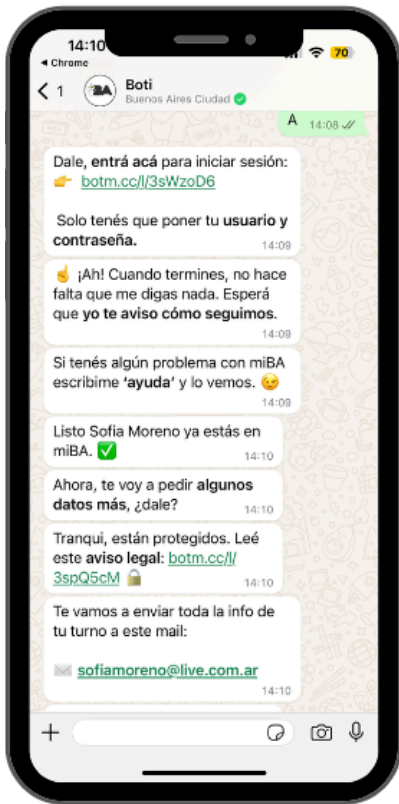 14:10
70
◂ Chrome
1
BA
Boti
Buenos Aires Ciudad
A 14:08
Dale, entrá acá para iniciar sesión:
👉 botm.cc/l/3sWzoD6
Solo tenés que poner tu usuario y
contraseña.
14:09
☝️ ¡Ah! Cuando termines, no hace
falta que me digas nada. Esperá
que yo te aviso cómo seguimos.
14:09
Si tenés algún problema con miBA
escribime ‘ayuda’ y lo vemos. 😉
14:09
Listo Sofia Moreno ya estás en
miBA. ✅
14:10
Ahora, te voy a pedir algunos
datos más, ¿dale?
14:10
Tranqui, están protegidos. Leé
este aviso legal: botm.cc/l/
3spQ5cM 🔒
14:10
Te vamos a enviar toda la info de
tu turno a este mail:
✉️ sofiamoreno@live.com.ar
14:10